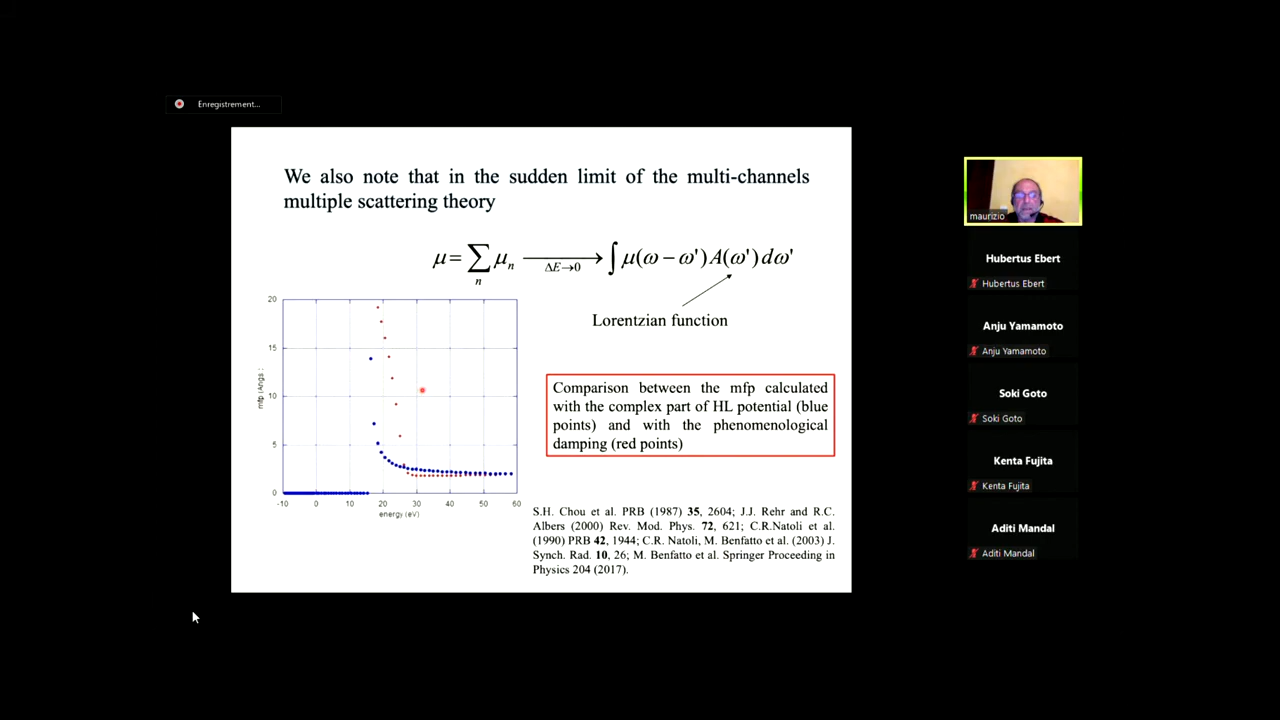 Enregistrement...
We also note that in the sudden limit of the multi-channels
multiple scattering theory
μ = ∑ₙ μₙ ⟶ ∫ μ(ω − ω') A(ω') dω'
n
ΔE→0
Lorentzian function
20
15
10
5
0
mfp (Angs :
-10 0 10 20 30 40 50 60
energy (eV)
Comparison between the mfp calculated
with the complex part of HL potential (blue
points) and with the phenomenological
damping (red points)
S.H. Chou et al. PRB (1987) 35, 2604; J.J. Rehr and R.C.
Albers (2000) Rev. Mod. Phys. 72, 621; C.R.Natoli et al.
(1990) PRB 42, 1944; C.R. Natoli, M. Benfatto et al. (2003) J.
Synch. Rad. 10, 26; M. Benfatto et al. Springer Proceeding in
Physics 204 (2017).
maurizio
Hubertus Ebert
Hubertus Ebert
Anju Yamamoto
Anju Yamamoto
Soki Goto
Soki Goto
Kenta Fujita
Kenta Fujita
Aditi Mandal
Aditi Mandal